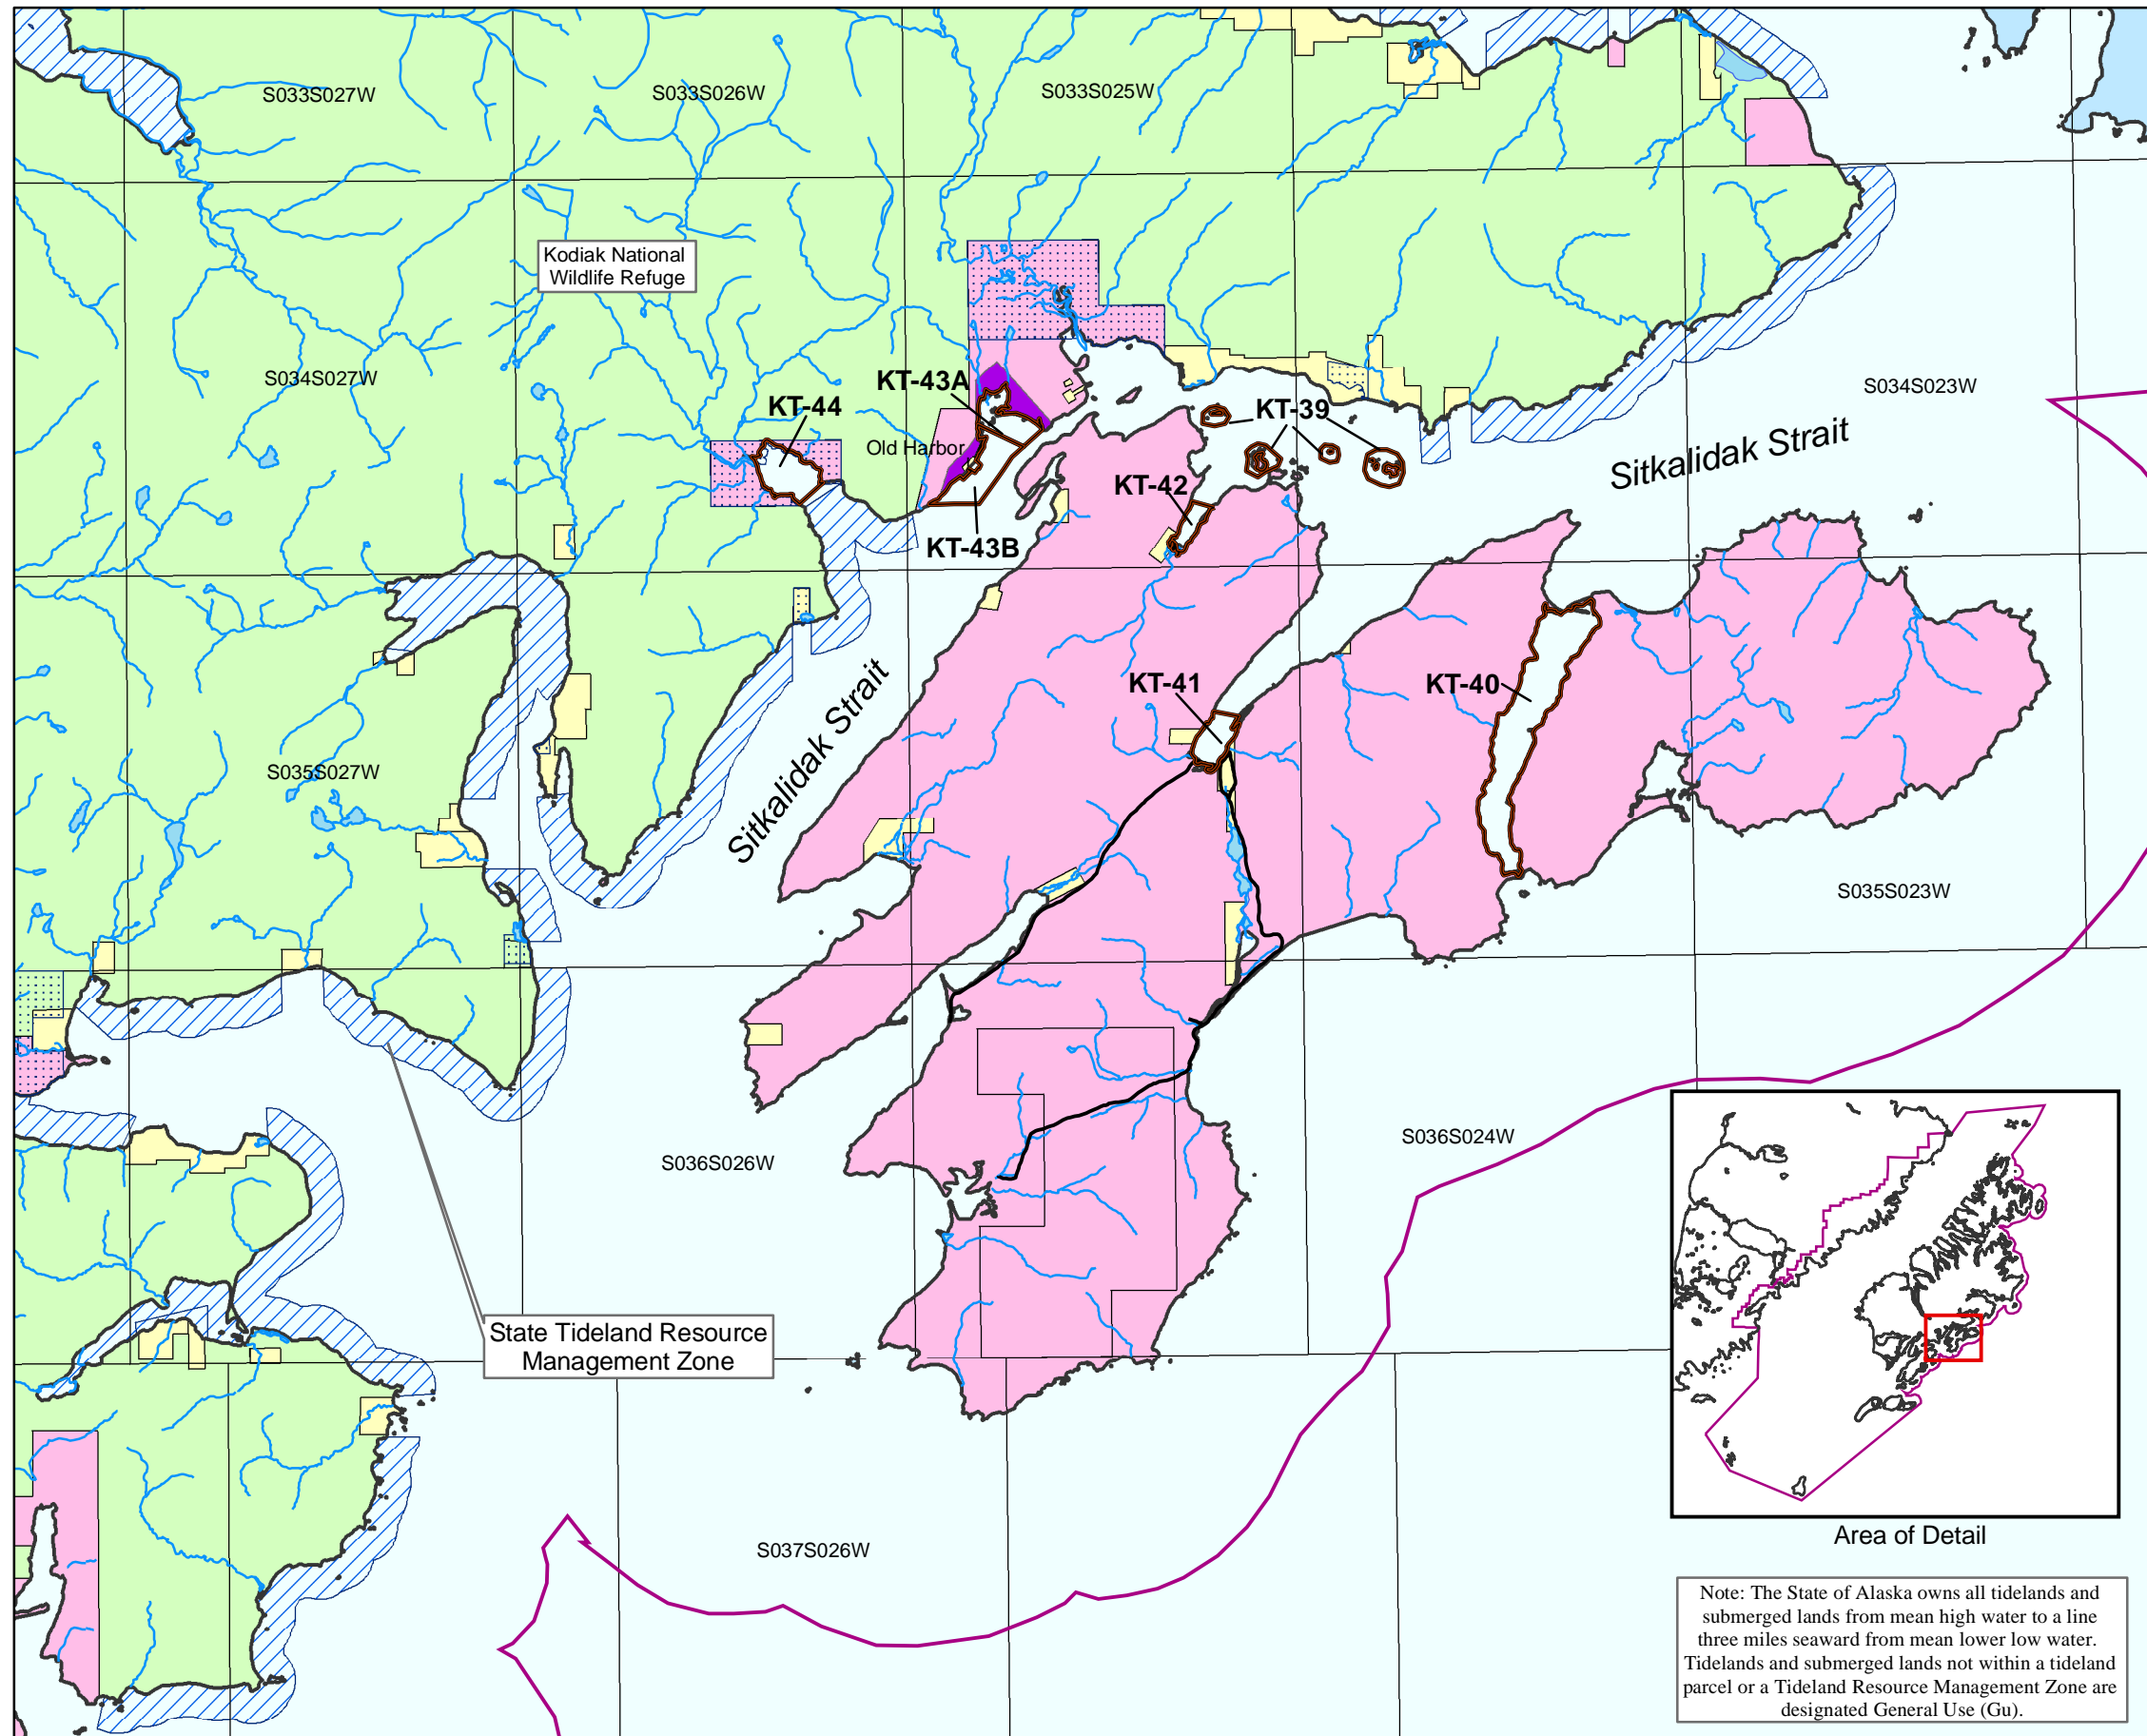 S033S027W
S033S026W
S033S025W
Kodiak National
Wildlife Refuge
S034S027W
KT-43A
KT-44
KT-39
S034S023W
Old Harbor
Sitkalidak Strait
KT-42
KT-43B
KT-41
KT-40
Sitkalidak Strait
S035S027W
S035S023W
S036S026W
S036S024W
State Tideland Resource
Management Zone
Area of Detail
S037S026W
Note: The State of Alaska owns all tidelands and
submerged lands from mean high water to a line
three miles seaward from mean lower low water.
Tidelands and submerged lands not within a tideland
parcel or a Tideland Resource Management Zone are
designated General Use (Gu).